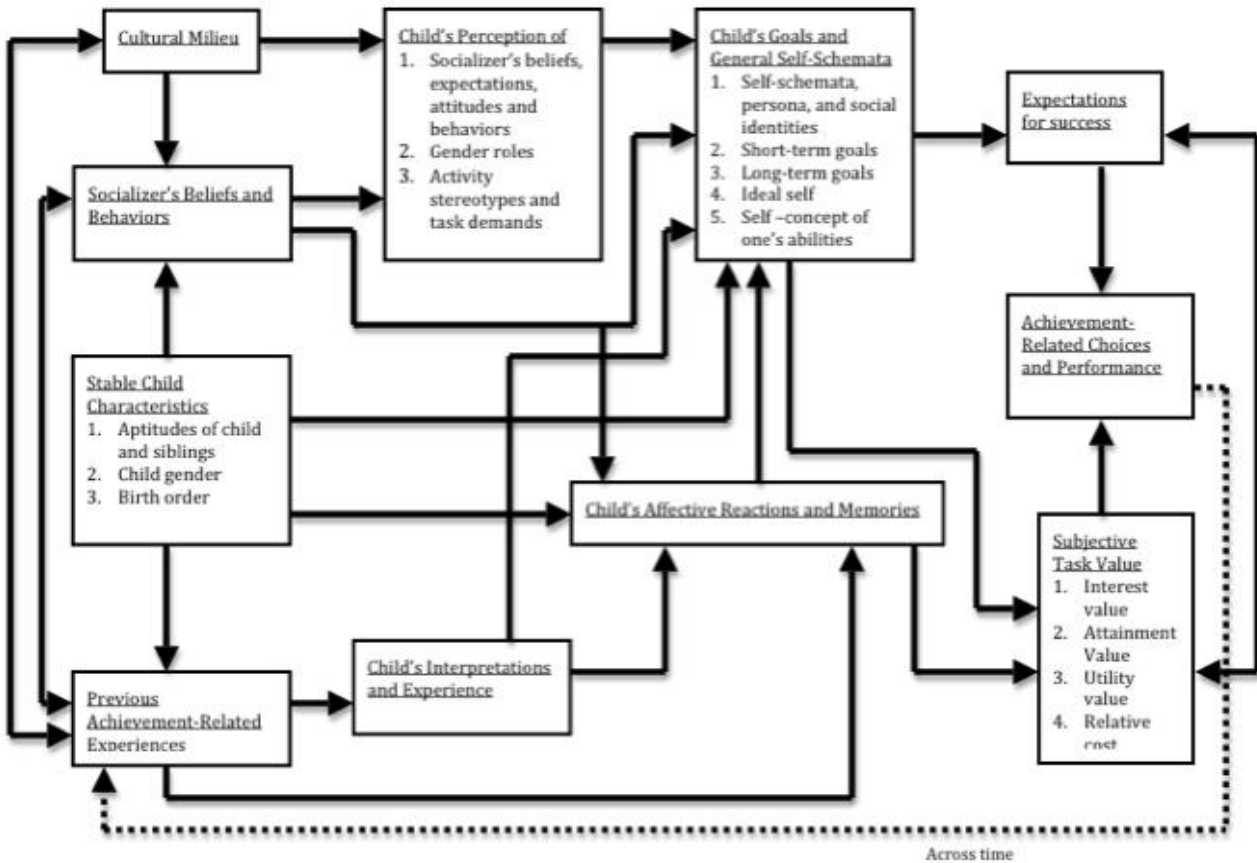 Cultural Milieu
Child's Perception of
1. Socializer's beliefs,
expectations,
attitudes and
behaviors
2. Gender roles
3. Activity
stereotypes and
task demands
Child's Goals and
General Self-Schemata
1. Self-schemata,
persona, and social
identities
2. Short-term goals
3. Long-term goals
4. Ideal self
5. Self –concept of
one's abilities
Expectations
for success
Socializer's Beliefs and
Behaviors
Achievement-
Related Choices
and Performance
Stable Child
Characteristics
1. Aptitudes of child
and siblings
2. Child gender
3. Birth order
Child's Affective Reactions and Memories
Subjective
Task Value
1. Interest
value
2. Attainment
Value
3. Utility
value
4. Relative
cost
Child's Interpretations
and Experience
Previous
Achievement-Related
Experiences
Across time